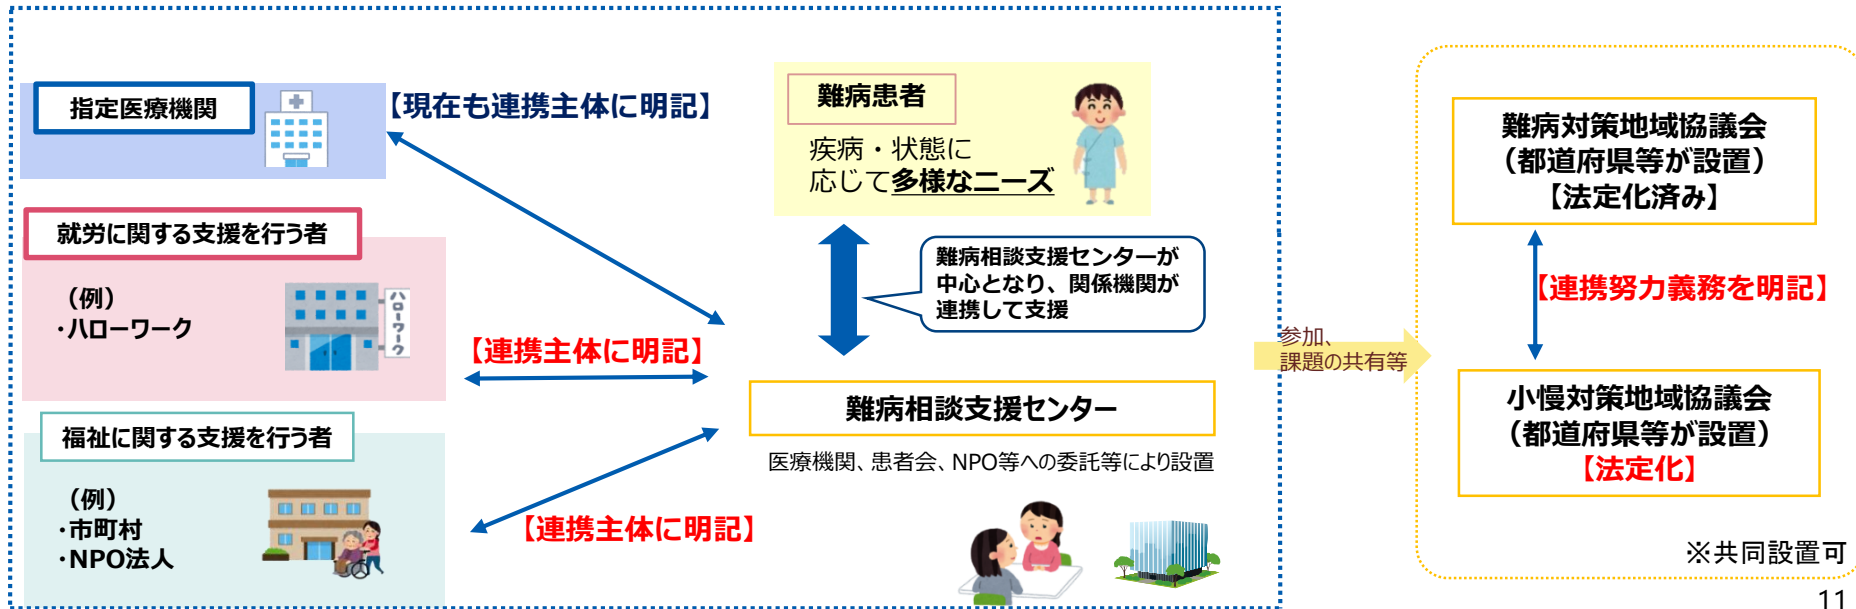 指定医療機関
【現在も連携主体に明記】
難病患者
疾病・状態に
応じて多様なニーズ
就労に関する支援を行う者
（例）
・ハローワーク
ハローワーク
【連携主体に明記】
難病相談支援センターが
中心となり、関係機関が
連携して支援
難病相談支援センター
医療機関、患者会、NPO等への委託等により設置
福祉に関する支援を行う者
（例）
・市町村
・NPO法人
【連携主体に明記】
参加、
課題の共有等
難病対策地域協議会
（都道府県等が設置）
【法定化済み】
【連携努力義務を明記】
小慢対策地域協議会
（都道府県等が設置）
【法定化】
※共同設置可
11